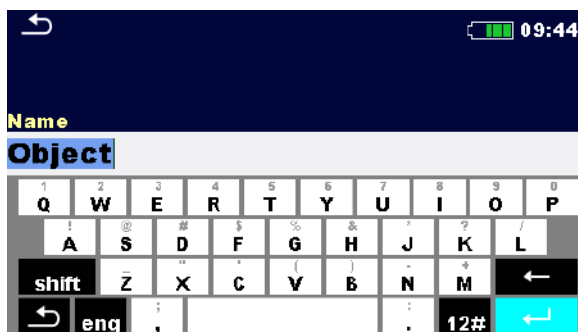 09:44
Name
Object
1 2 3 4 5 6 7 8 9 0
Q W E R T Y U I O P
! @ # $ % & * ? /
A S D F G H J K L
_ " ( ) - +
shift Z X C V B N M
; :
eng , . 12#